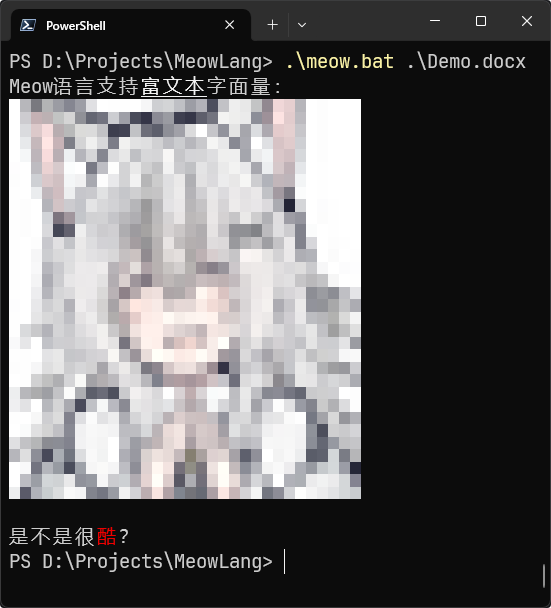 PowerShell
PS D:\Projects\MeowLang> .\meow.bat .\Demo.docx
Meow语言支持富文本字面量:
是不是很酷?
PS D:\Projects\MeowLang>